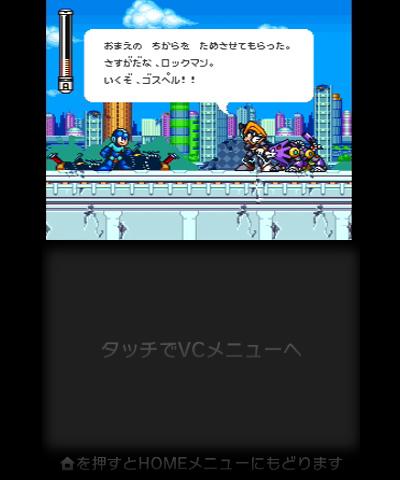 おまえの ちからを ためさせてもらった。
さすがだな、ロックマン。
いくぞ、ゴスペル！！
タッチでVCメニューへ
を押すとHOMEメニューにもどります